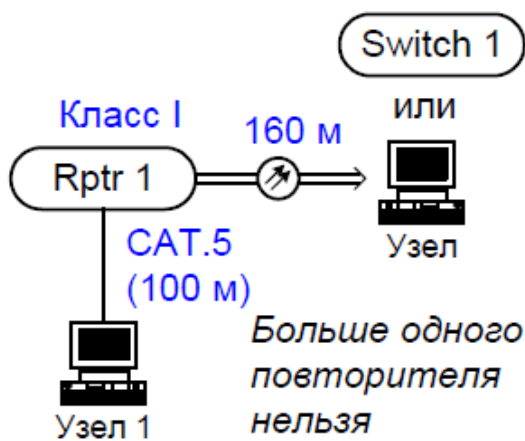 Switch 1
или
Узел
Класс I
160 м
Rptr 1
CAT.5
(100 м)
Узел 1
Больше одного
повторителя
нельзя